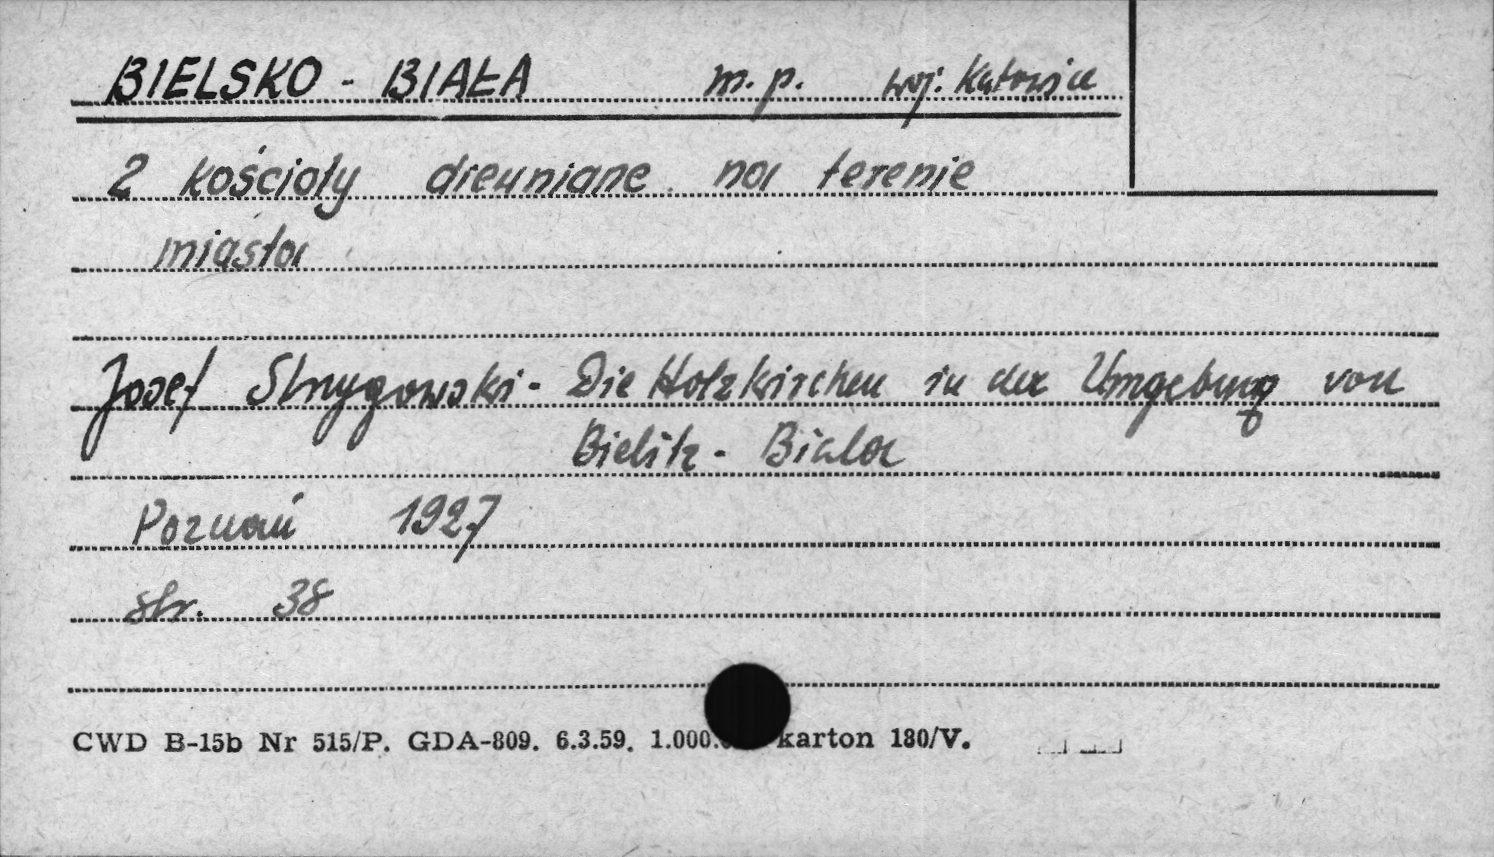 BIELSKO - BIAŁA m. p. woj. Katowice
2 kościoły drewniane na terenie
miasta
Josef Strzygowski - Die Holzkirchen in der Umgebung von
Bielitz - Biala
Poznań 1927
str. 38
CWD B-15b Nr 515/P. GDA-809. 6.3.59. 1.000. karton 180/V.